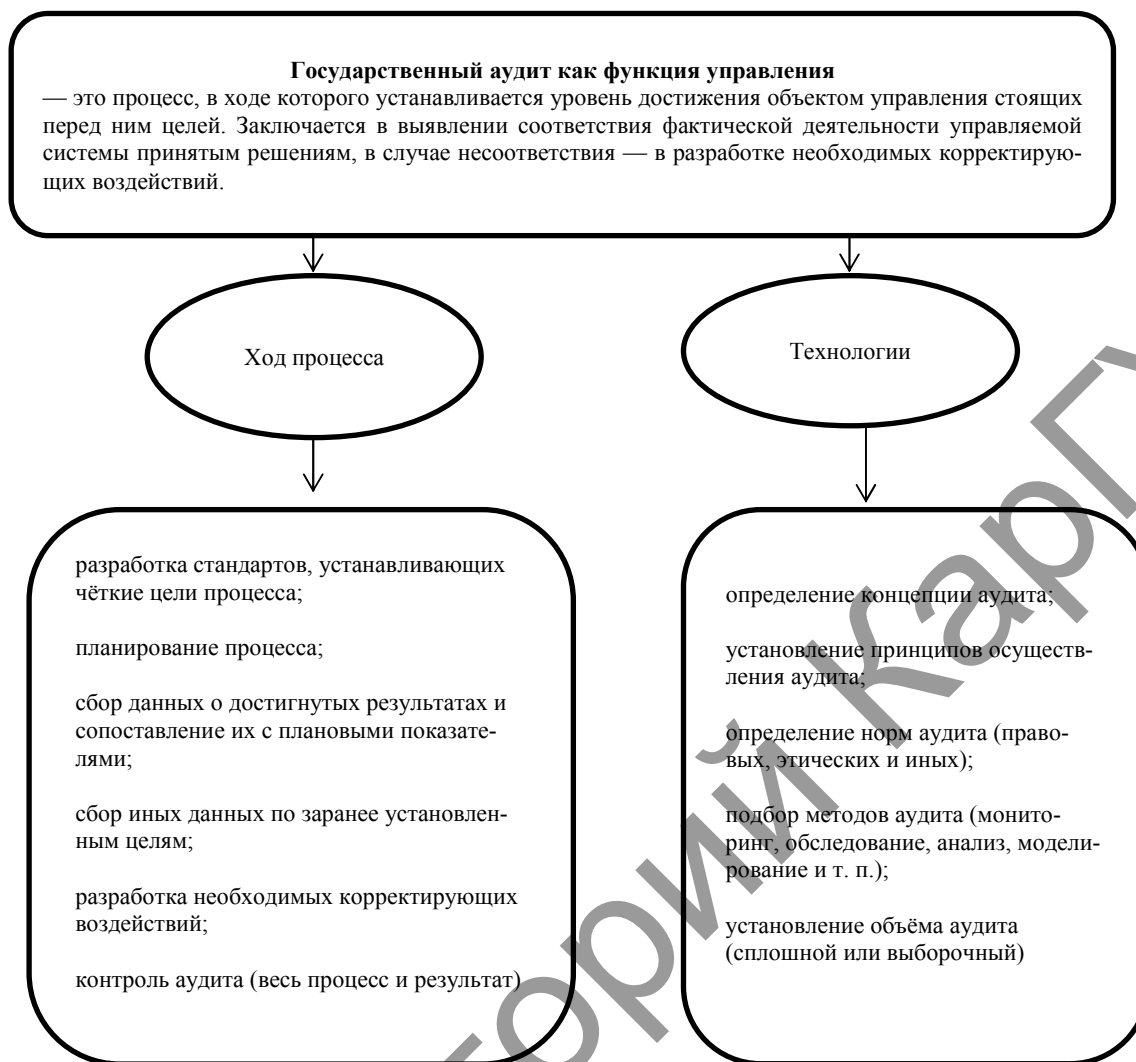 Государственный аудит как функция управления
— это процесс, в ходе которого устанавливается уровень достижения объектом управления стоящих
перед ним целей. Заключается в выявлении соответствия фактической деятельности управляемой
системы принятым решениям, в случае несоответствия — в разработке необходимых корректирую-
щих воздействий.
Ход процесса
Технологии
разработка стандартов, устанавливающих
чёткие цели процесса;
планирование процесса;
сбор данных о достигнутых результатах и
сопоставление их с плановыми показате-
лями;
сбор иных данных по заранее установлен-
ным целям;
разработка необходимых корректирующих
воздействий;
контроль аудита (весь процесс и результат)
определение концепции аудита;
установление принципов осуществ-
ления аудита;
определение норм аудита (право-
вых, этических и иных);
подбор методов аудита (монито-
ринг, обследование, анализ, модели-
рование и т. п.);
установление объёма аудита
(сплошной или выборочный)